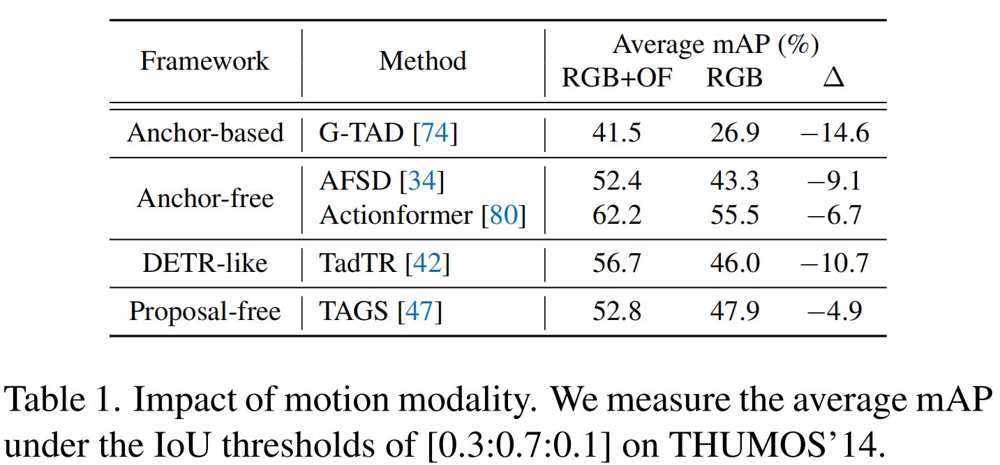 Framework Method Average mAP (%)
RGB+OF RGB Δ
Anchor-based G-TAD [74] 41.5 26.9 −14.6
Anchor-free AFSD [34] 52.4 43.3 −9.1
Actionformer [80] 62.2 55.5 −6.7
DETR-like TadTR [42] 56.7 46.0 −10.7
Proposal-free TAGS [47] 52.8 47.9 −4.9
Table 1. Impact of motion modality. We measure the average mAP
under the IoU thresholds of [0.3:0.7:0.1] on THUMOS’14.